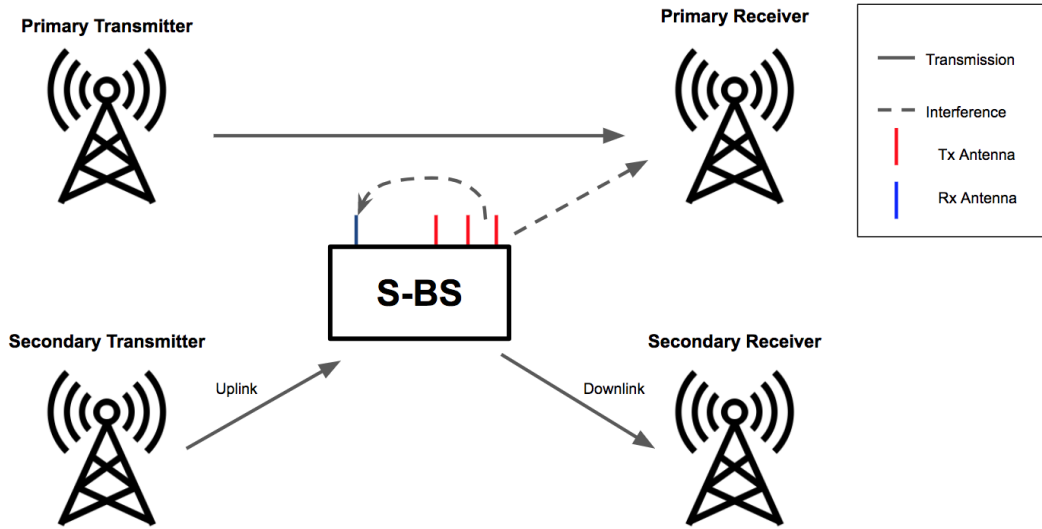 Primary Transmitter
Primary Receiver
Transmission
Interference
Tx Antenna
Rx Antenna
S-BS
Secondary Transmitter
Secondary Receiver
Uplink
Downlink